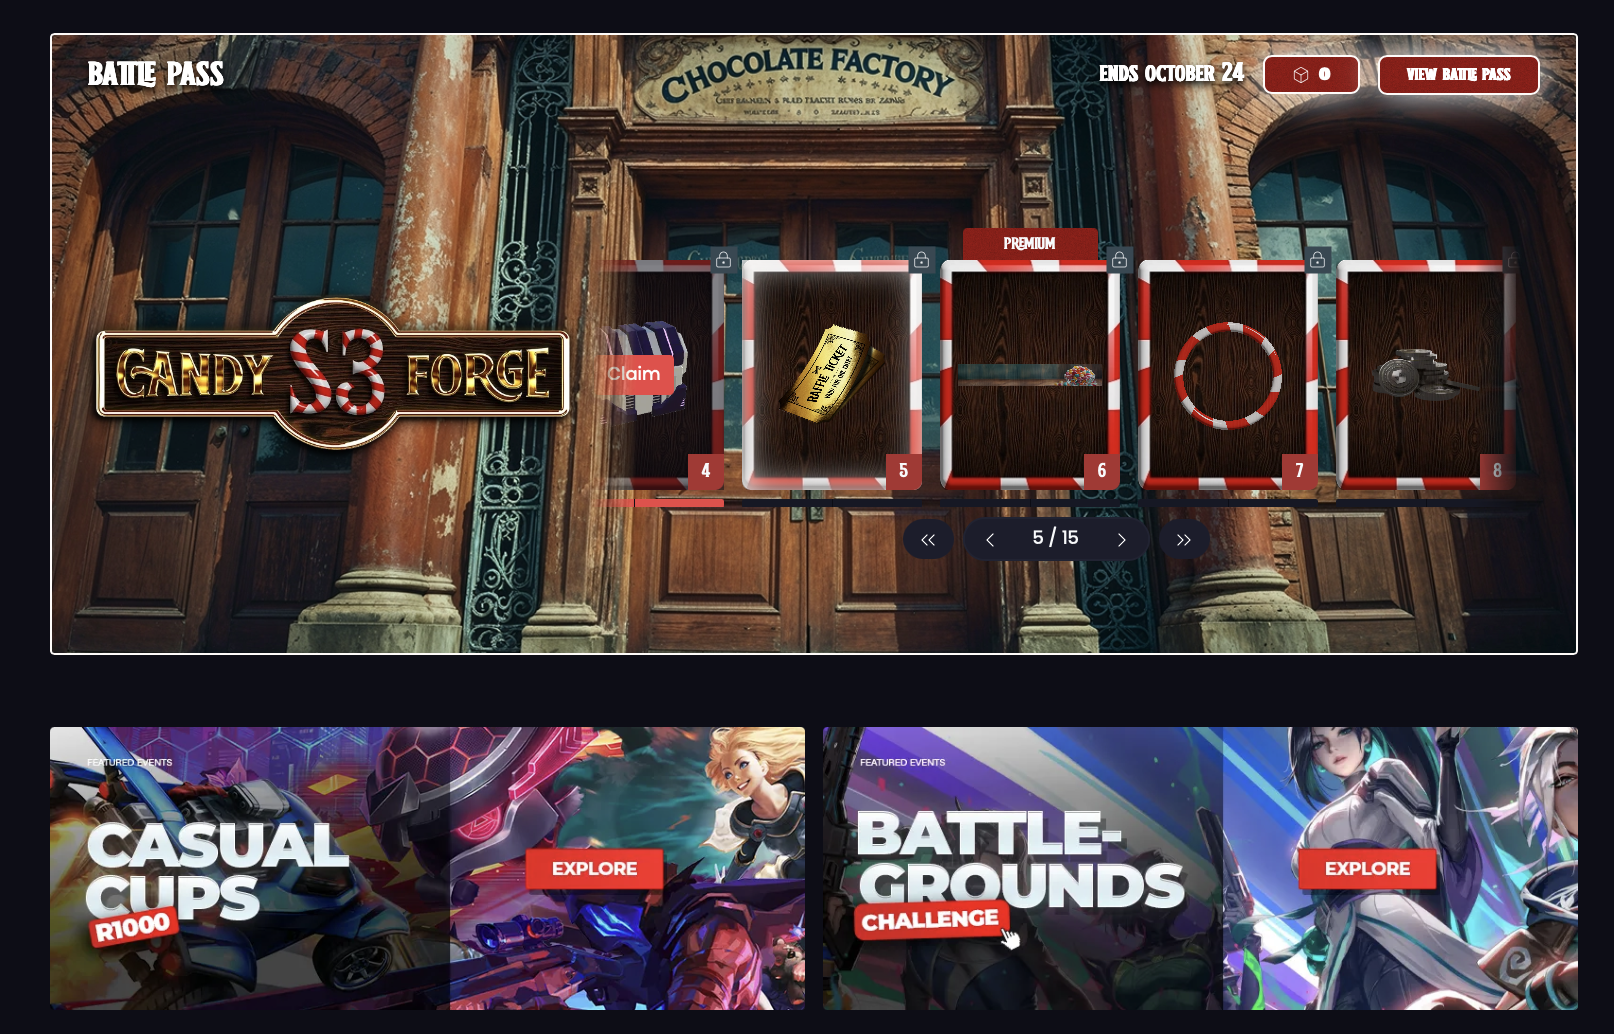 BATTLE PASS
ENDS OCTOBER 24
0
VIEW BATTLE PASS
CHOCOLATE FACTORY
PREMIUM
CANDY S3 FORGE
Claim
RAFFLE TICKET
4
5
6
7
8
5 / 15
FEATURED EVENTS
CASUAL
CUPS
R1000
EXPLORE
FEATURED EVENTS
BATTLE-
GROUNDS
CHALLENGE
EXPLORE